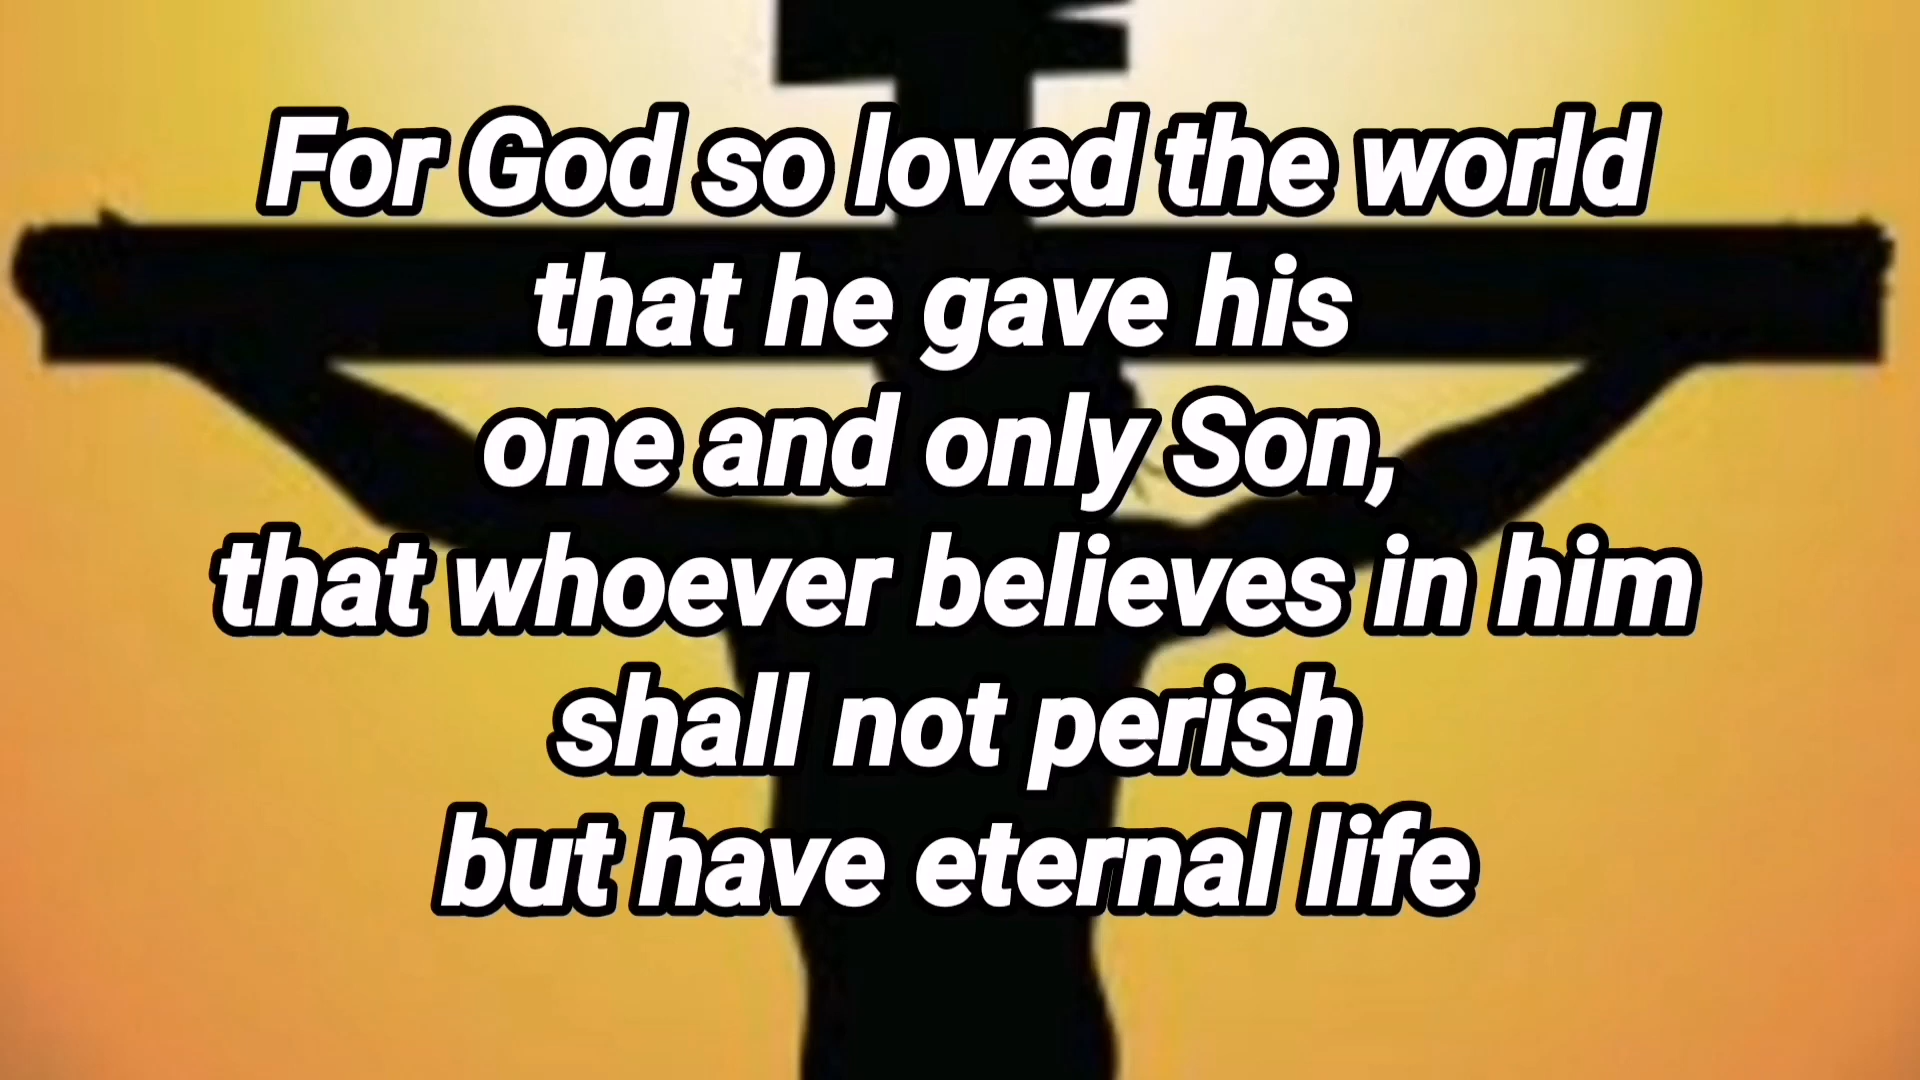 For God so loved the world
that he gave his
one and only Son,
that whoever believes in him
shall not perish
but have eternal life